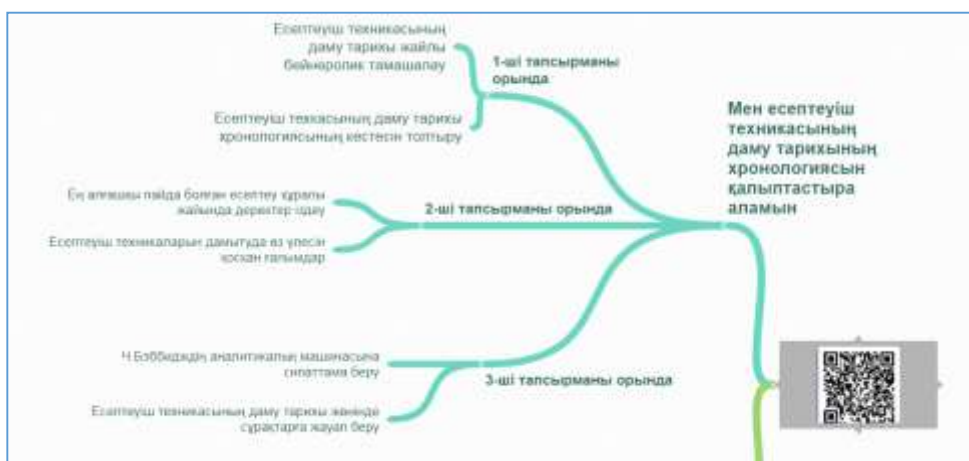 Есептеуіш техникасының
даму тарихы жайлы
бейнеролик тамашалау
1-ші тапсырманы
орында
Есептеуіш техкасының даму тарихы
хронологиясының кестесін толтыру
Мен есептеуіш
техникасының
даму тарихының
хронологиясын
қалыптастыра
аламын
Ең алғашқы пайда болған есептеу құралы
жайында деректер іздеу
2-ші тапсырманы орында
Есептеуіш техникаларын дамытуда өз үлесін
қосқан ғалымдар
Ч.Бэббидждің аналитикалық машинасына
сипаттама беру
3-ші тапсырманы орында
Есептеуіш техникасының даму тарихы жөнінде
сұрақтарға жауап беру